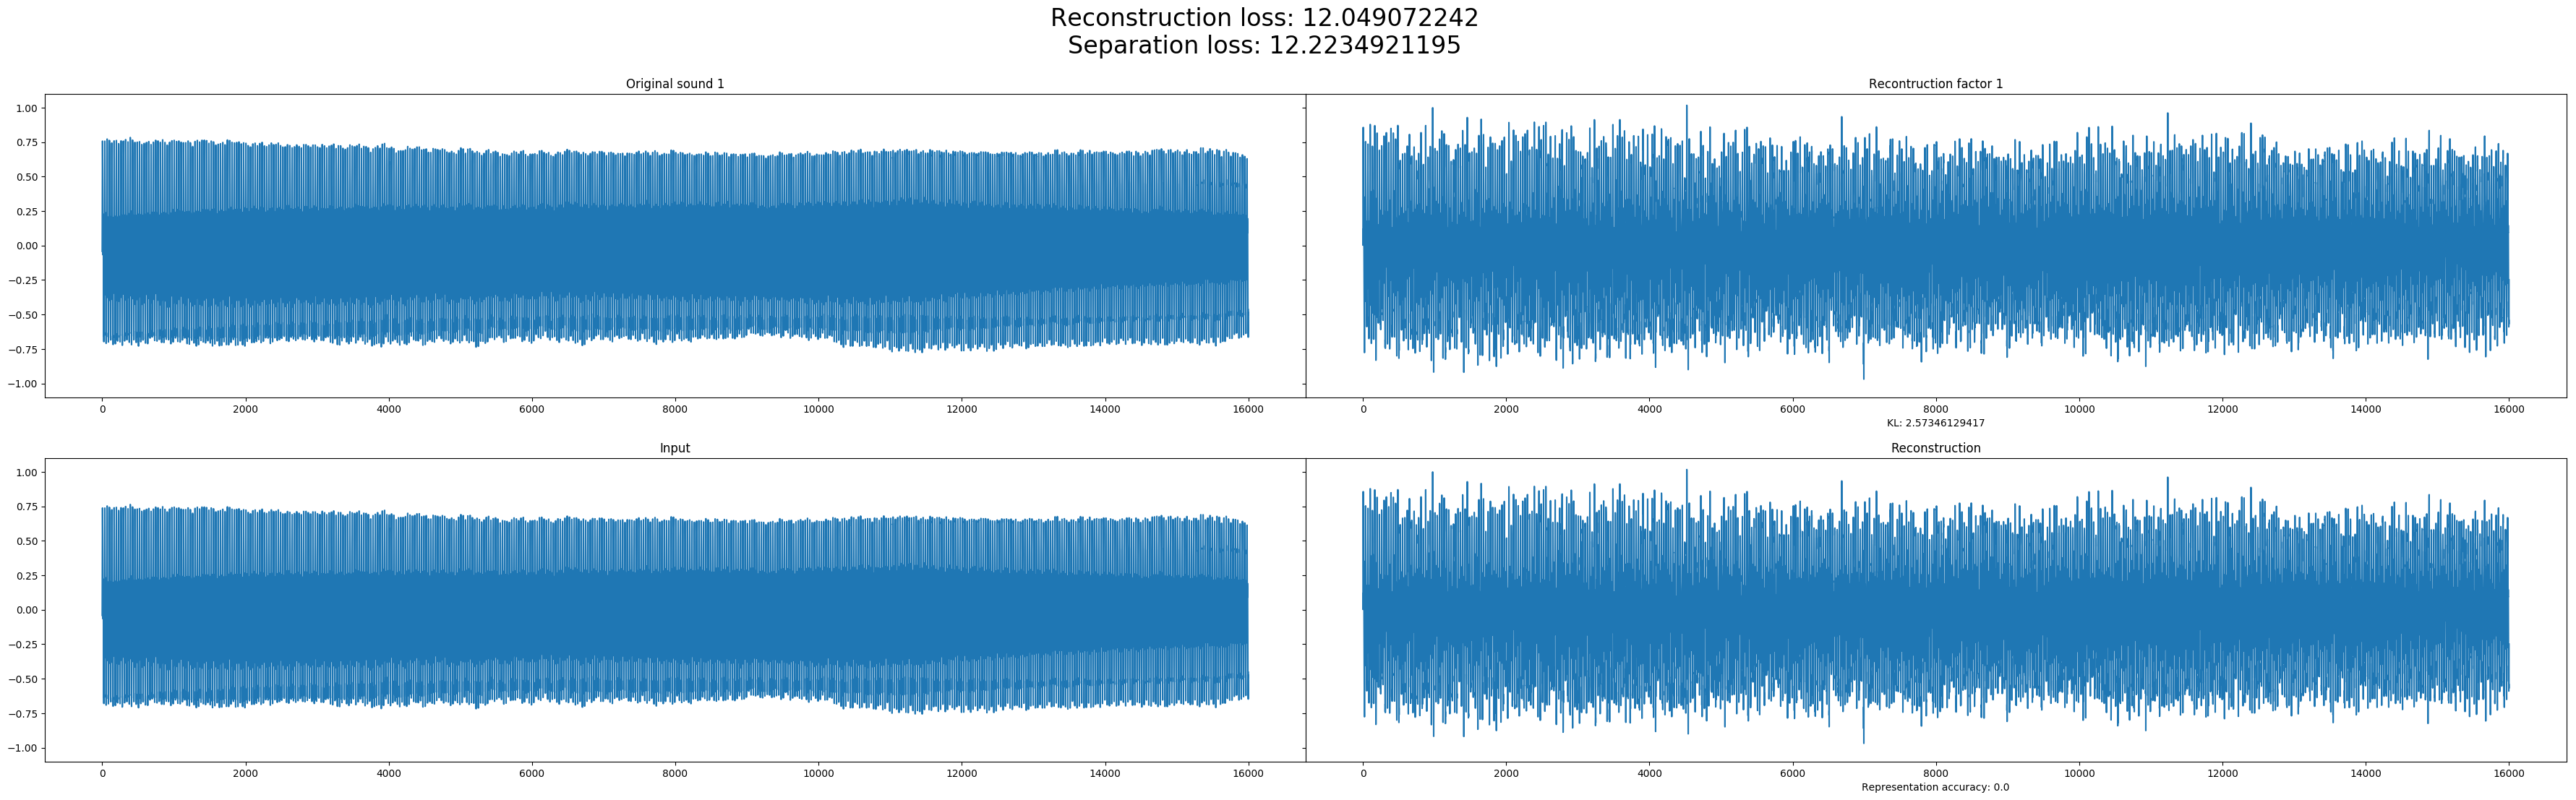 Reconstruction loss: 12.049072242
Separation loss: 12.2234921195
Original sound 1
Recontruction factor 1
1.00
0.75
0.50
0.25
0.00
−0.25
−0.50
−0.75
−1.00
0 2000 4000 6000 8000 10000 12000 14000 16000
0 2000 4000 6000 8000 10000 12000 14000 16000
KL: 2.57346129417
Input
Reconstruction
1.00
0.75
0.50
0.25
0.00
−0.25
−0.50
−0.75
−1.00
0 2000 4000 6000 8000 10000 12000 14000 16000
0 2000 4000 6000 8000 10000 12000 14000 16000
Representation accuracy: 0.0